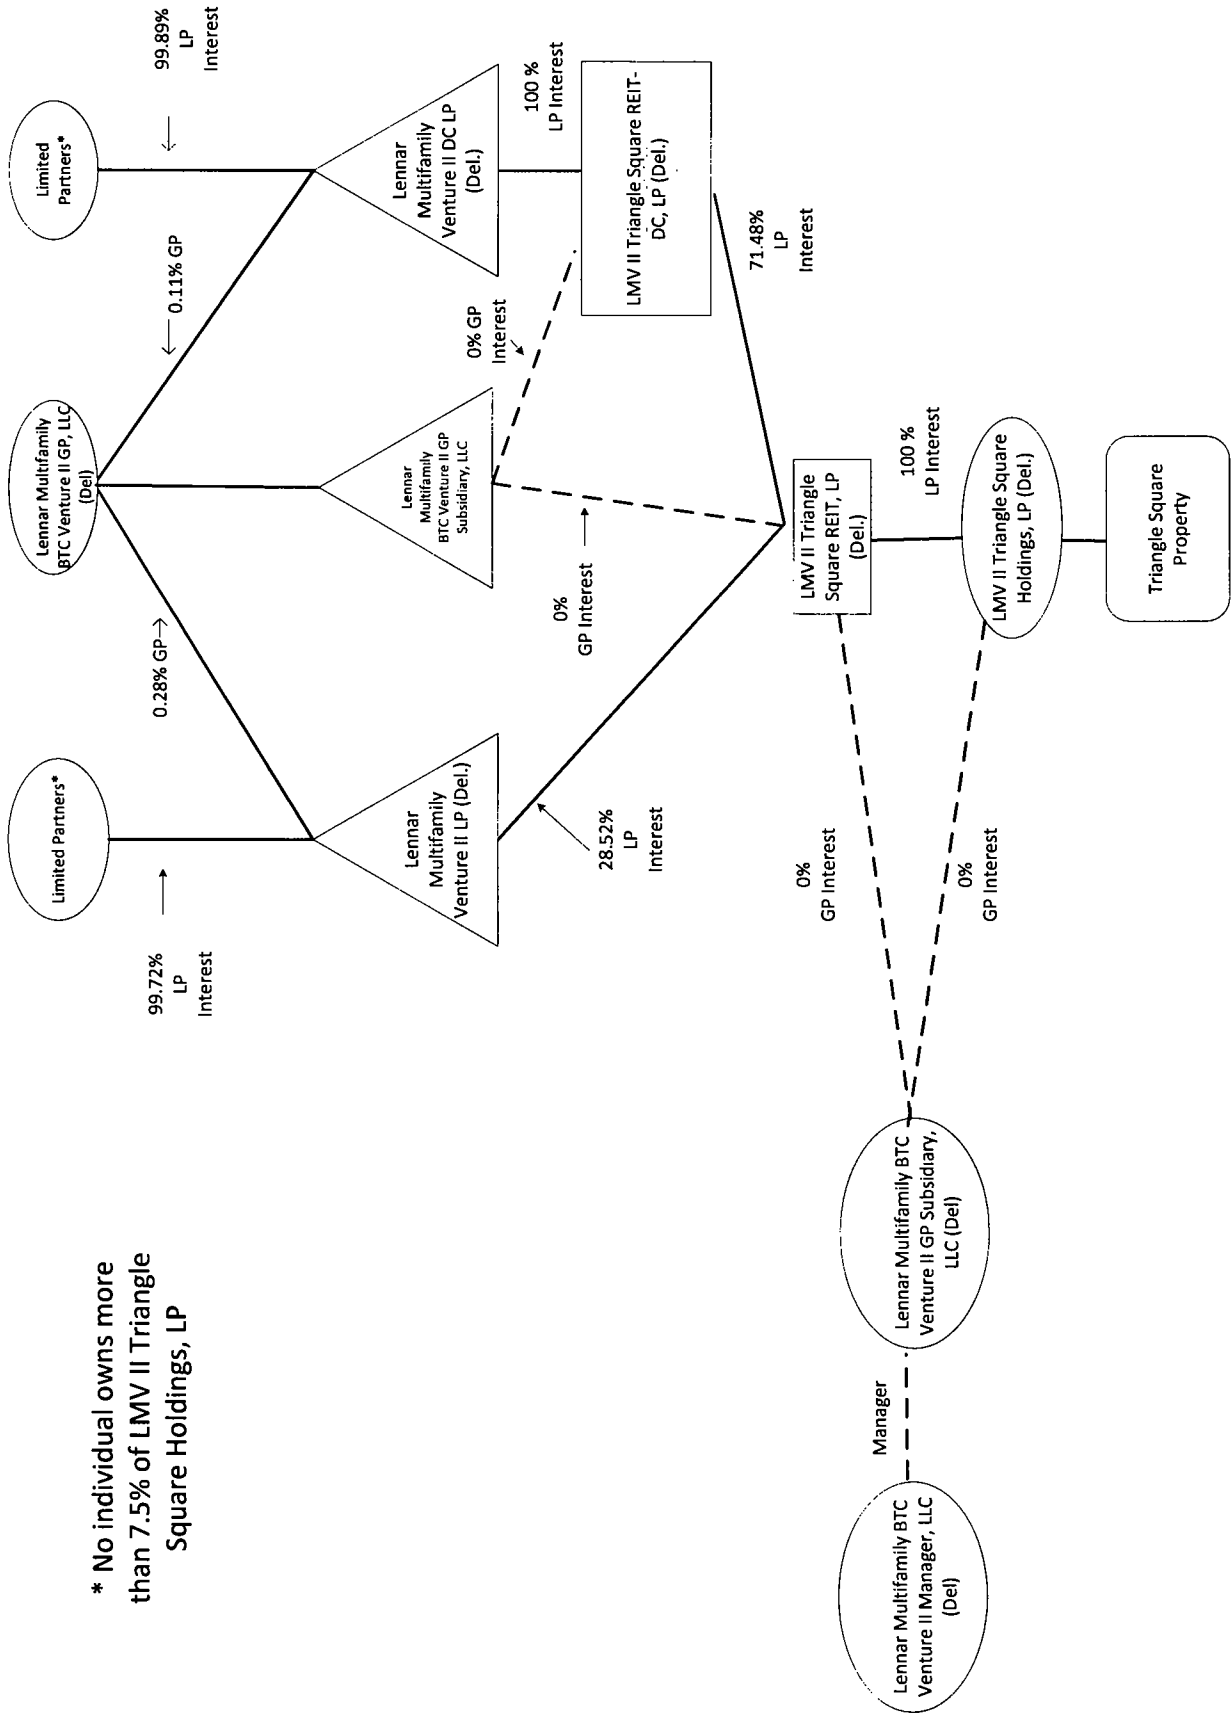 * No individual owns more
than 7.5% of LMV II Triangle
Square Holdings, LP
Limited Partners*
99.72%
LP
Interest
Lennar Multifamily
BTC Venture II GP, LLC
(Del)
0.28% GP→
← 0.11% GP
Limited
Partners*
99.89%
LP
Interest
Lennar
Multifamily
Venture II LP (Del.)
Lennar
Multifamily
BTC Venture II GP
Subsidiary, LLC
Lennar
Multifamily
Venture II DC LP
(Del.)
28.52%
LP
Interest
0%
GP Interest
0% GP
Interest
100 %
LP Interest
LMV II Triangle Square REIT-
DC, LP (Del.)
71.48%
LP
Interest
LMV II Triangle
Square REIT, LP
(Del.)
0%
GP Interest
100 %
LP Interest
0%
GP Interest
LMV II Triangle Square
Holdings, LP (Del.)
Triangle Square
Property
Lennar Multifamily BTC
Venture II Manager, LLC
(Del)
Manager
Lennar Multifamily BTC
Venture II GP Subsidiary,
LLC (Del)